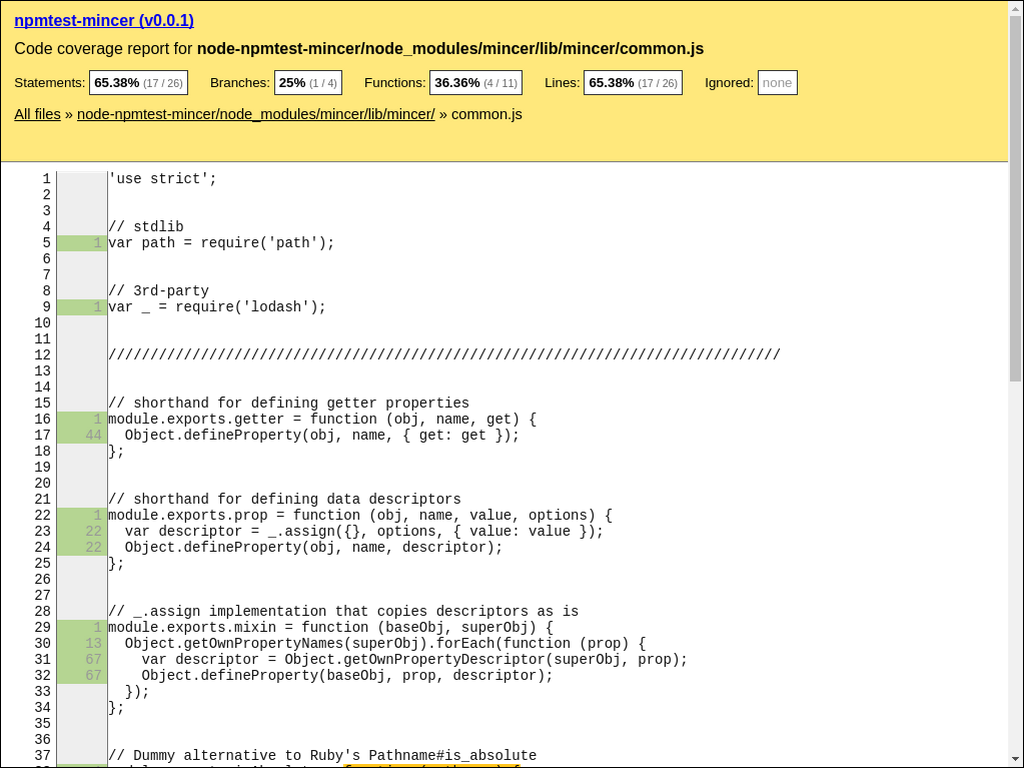 npmtest-mincer (v0.0.1)
Code coverage report for node-npmtest-mincer/node_modules/mincer/lib/mincer/common.js
Statements: 65.38% (17 / 26) Branches: 25% (1 / 4) Functions: 36.36% (4 / 11) Lines: 65.38% (17 / 26) Ignored: none
All files » node-npmtest-mincer/node_modules/mincer/lib/mincer/ » common.js
1 'use strict';
2
3
4 // stdlib
5 1 var path = require('path');
6
7
8 // 3rd-party
9 1 var _ = require('lodash');
10
11
12 ////////////////////////////////////////////////////////////////////////////////
13
14
15 // shorthand for defining getter properties
16 1 module.exports.getter = function (obj, name, get) {
17 44 Object.defineProperty(obj, name, { get: get });
18 };
19
20
21 // shorthand for defining data descriptors
22 1 module.exports.prop = function (obj, name, value, options) {
23 22 var descriptor = _.assign({}, options, { value: value });
24 22 Object.defineProperty(obj, name, descriptor);
25 };
26
27
28 // _.assign implementation that copies descriptors as is
29 1 module.exports.mixin = function (baseObj, superObj) {
30 13 Object.getOwnPropertyNames(superObj).forEach(function (prop) {
31 67 var descriptor = Object.getOwnPropertyDescriptor(superObj, prop);
32 67 Object.defineProperty(baseObj, prop, descriptor);
33 });
34 };
35
36
37 // Dummy alternative to Ruby's Pathname#is_absolute